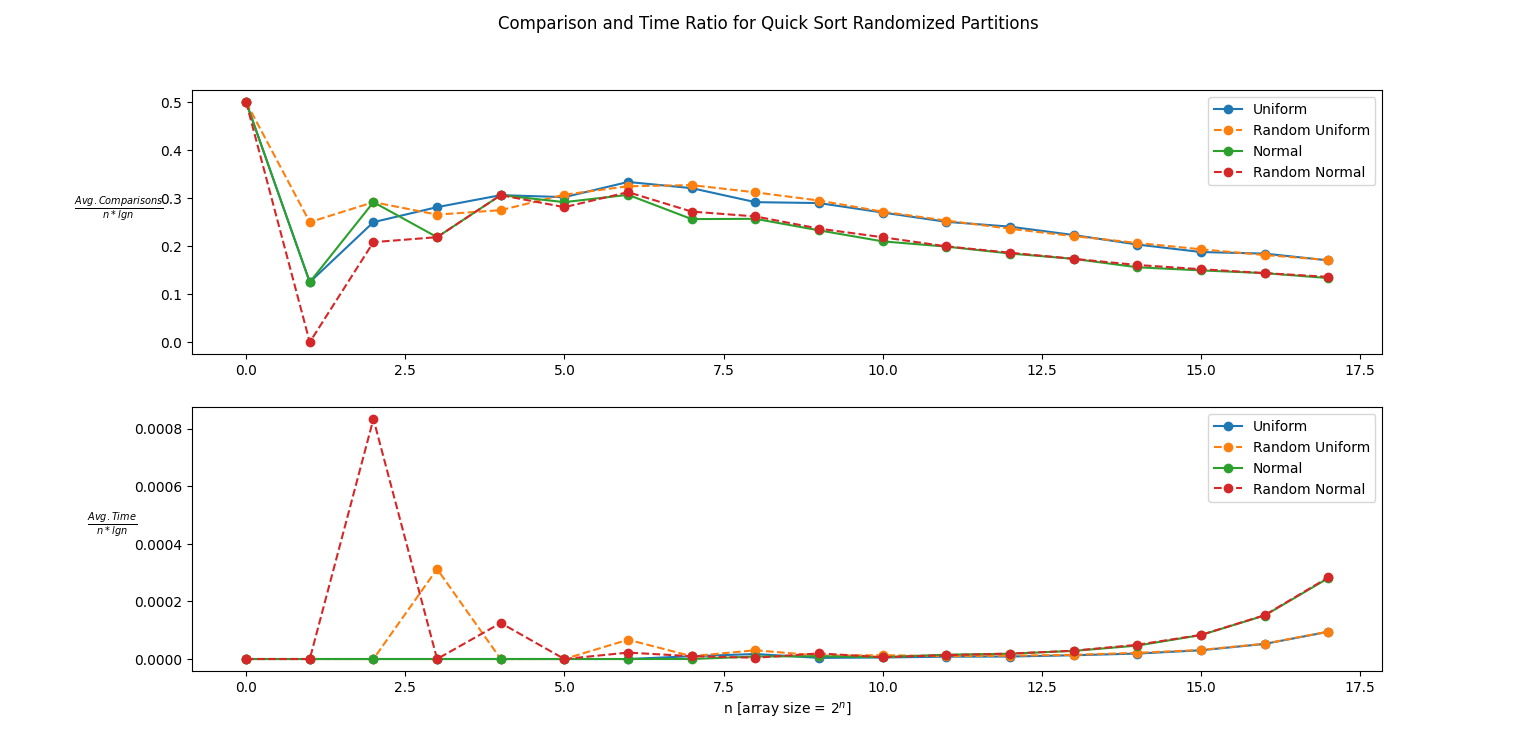 Comparison and Time Ratio for Quick Sort Randomized Partitions
0.5
0.4
0.3
0.2
0.1
0.0
Avg. Comparisons
n * lgn
Uniform
Random Uniform
Normal
Random Normal
0.0 2.5 5.0 7.5 10.0 12.5 15.0 17.5
0.0008
0.0006
0.0004
0.0002
0.0000
Avg. Time
n * lgn
Uniform
Random Uniform
Normal
Random Normal
0.0 2.5 5.0 7.5 10.0 12.5 15.0 17.5
n [array size = 2^n]